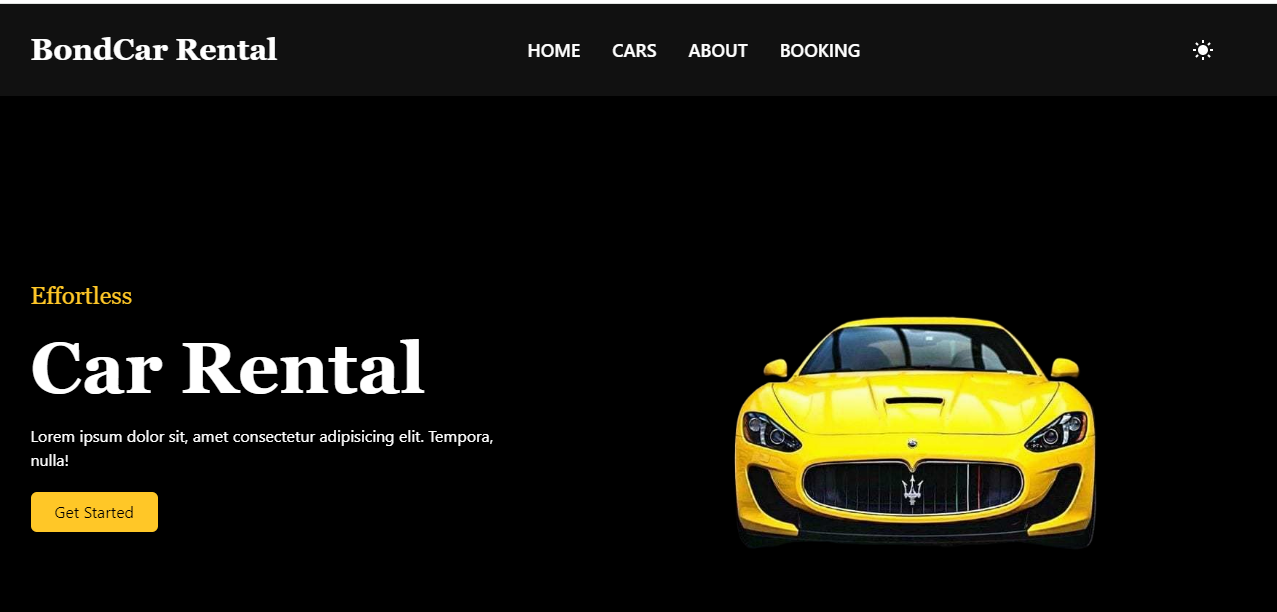 BondCar Rental
HOME CARS ABOUT BOOKING
Effortless
Car Rental
Lorem ipsum dolor sit, amet consectetur adipisicing elit. Tempora,
nulla!
Get Started